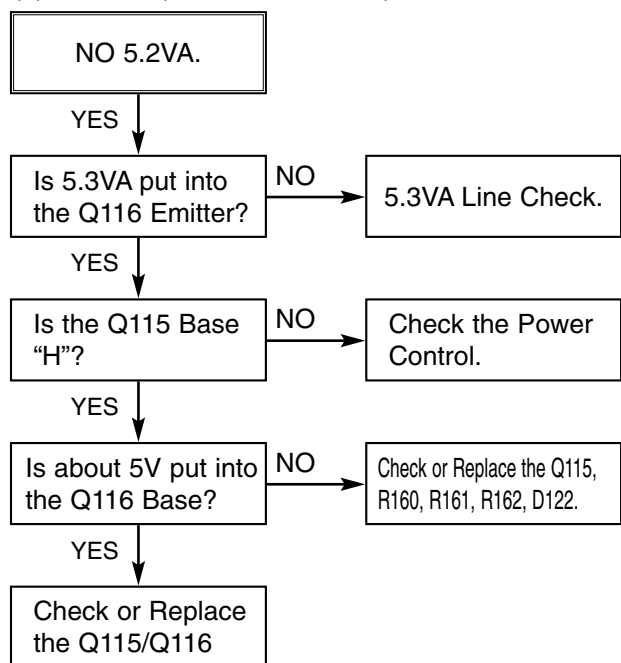 NO 5.2VA.
YES
Is 5.3VA put into
the Q116 Emitter?
NO
5.3VA Line Check.
YES
Is the Q115 Base
“H”?
NO
Check the Power
Control.
YES
Is about 5V put into
the Q116 Base?
NO
Check or Replace the Q115,
R160, R161, R162, D122.
YES
Check or Replace
the Q115/Q116